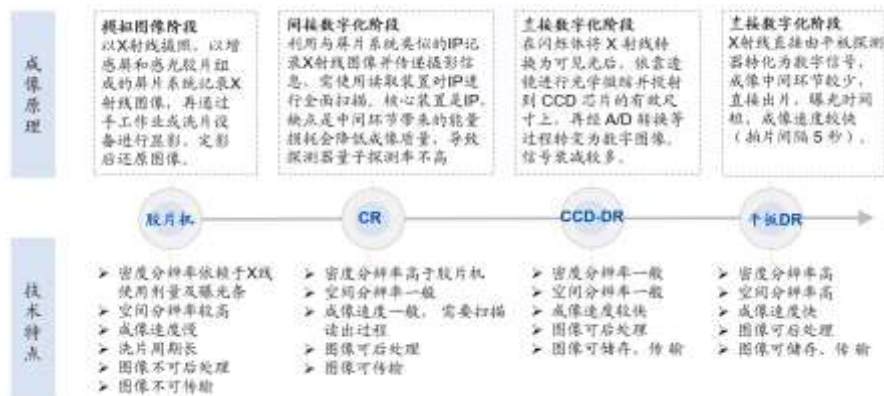 成像原理
模拟图像阶段
以X射线摄照，以增
感屏和感光胶片组
成的屏片系统记录X
射线图像，再通过
手工作业或洗片设
备进行显影、定影
后还原图像。
间接数字化阶段
利用与屏片系统类似的IP记
录X射线图像并传递摄影信
息，需使用读取装置对IP进
行全面扫描。核心装置是IP，
缺点是中间环节带来的能量
损耗会降低成像质量，导致
探测器量子探测率不高
直接数字化阶段
在闪烁体将 X 射线转
换为可见光后，依靠透
镜进行光学微缩并投射
到 CCD 芯片的有效尺
寸上，再经 A/D 转换等
过程转变为数字图像。
信号衰减较多。
直接数字化阶段
X射线直接由平板探测
器转化为数字信号，
成像中间环节较少，
直接出片，曝光时间
短，成像速度较快
（拍片间隔 5 秒）。
胶片机
CR
CCD-DR
平板DR
技术特点
➢ 密度分辨率依赖于X线
使用剂量及曝光条
➢ 空间分辨率较高
➢ 成像速度慢
➢ 洗片周期长
➢ 图像不可后处理
➢ 图像不可传输
➢ 密度分辨率高于胶片机
➢ 空间分辨率一般
➢ 成像速度一般，需要扫描
读出过程
➢ 图像可后处理
➢ 图像可传输
➢ 密度分辨率一般
➢ 空间分辨率一般
➢ 成像速度较快
➢ 图像可后处理
➢ 图像可储存、传 输
➢ 密度分辨率高
➢ 空间分辨率高
➢ 成像速度快
➢ 图像可后处理
➢ 图像可储存、传 输